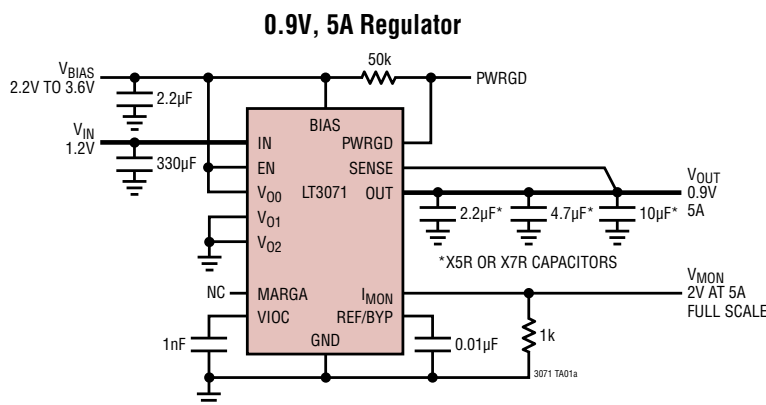 0.9V, 5A Regulator
50k
VBIAS
2.2V TO 3.6V
PWRGD
2.2µF
BIAS
VIN
1.2V
IN
PWRGD
330µF
EN
SENSE
VOUT
0.9V
5A
VO0
LT3071
OUT
VO1
2.2µF*
4.7µF*
10µF*
VO2
*X5R OR X7R CAPACITORS
NC
MARGA
IMON
VMON
2V AT 5A
FULL SCALE
VIOC
REF/BYP
1nF
GND
0.01µF
1k
3071 TA01a